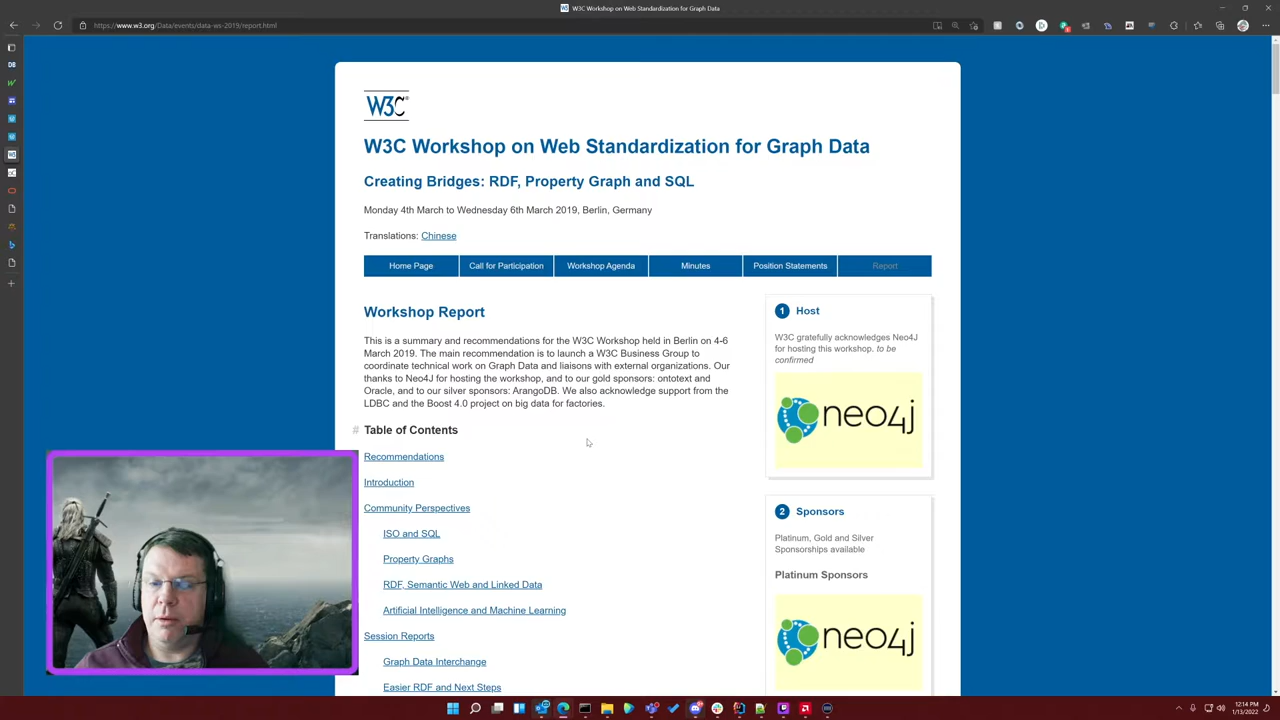 W3C Workshop on Web Standardization for Graph Data
https://www.w3.org/Data/events/data-ws-2019/report.html
W3C
W3C Workshop on Web Standardization for Graph Data
Creating Bridges: RDF, Property Graph and SQL
Monday 4th March to Wednesday 6th March 2019, Berlin, Germany
Translations: Chinese
Home Page
Call for Participation
Workshop Agenda
Minutes
Position Statements
Report
Workshop Report
This is a summary and recommendations for the W3C Workshop held in Berlin on 4-6
March 2019. The main recommendation is to launch a W3C Business Group to
coordinate technical work on Graph Data and liaisons with external organizations. Our
thanks to Neo4J for hosting the workshop, and to our gold sponsors: ontotext and
Oracle, and to our silver sponsors: ArangoDB. We also acknowledge support from the
LDBC and the Boost 4.0 project on big data for factories.
# Table of Contents
Recommendations
Introduction
Community Perspectives
ISO and SQL
Property Graphs
RDF, Semantic Web and Linked Data
Artificial Intelligence and Machine Learning
Session Reports
Graph Data Interchange
Easier RDF and Next Steps
1 Host
W3C gratefully acknowledges Neo4J
for hosting this workshop. to be
confirmed
neo4j
2 Sponsors
Platinum, Gold and Silver
Sponsorships available
Platinum Sponsors
neo4j
12:14 PM
1/13/2022